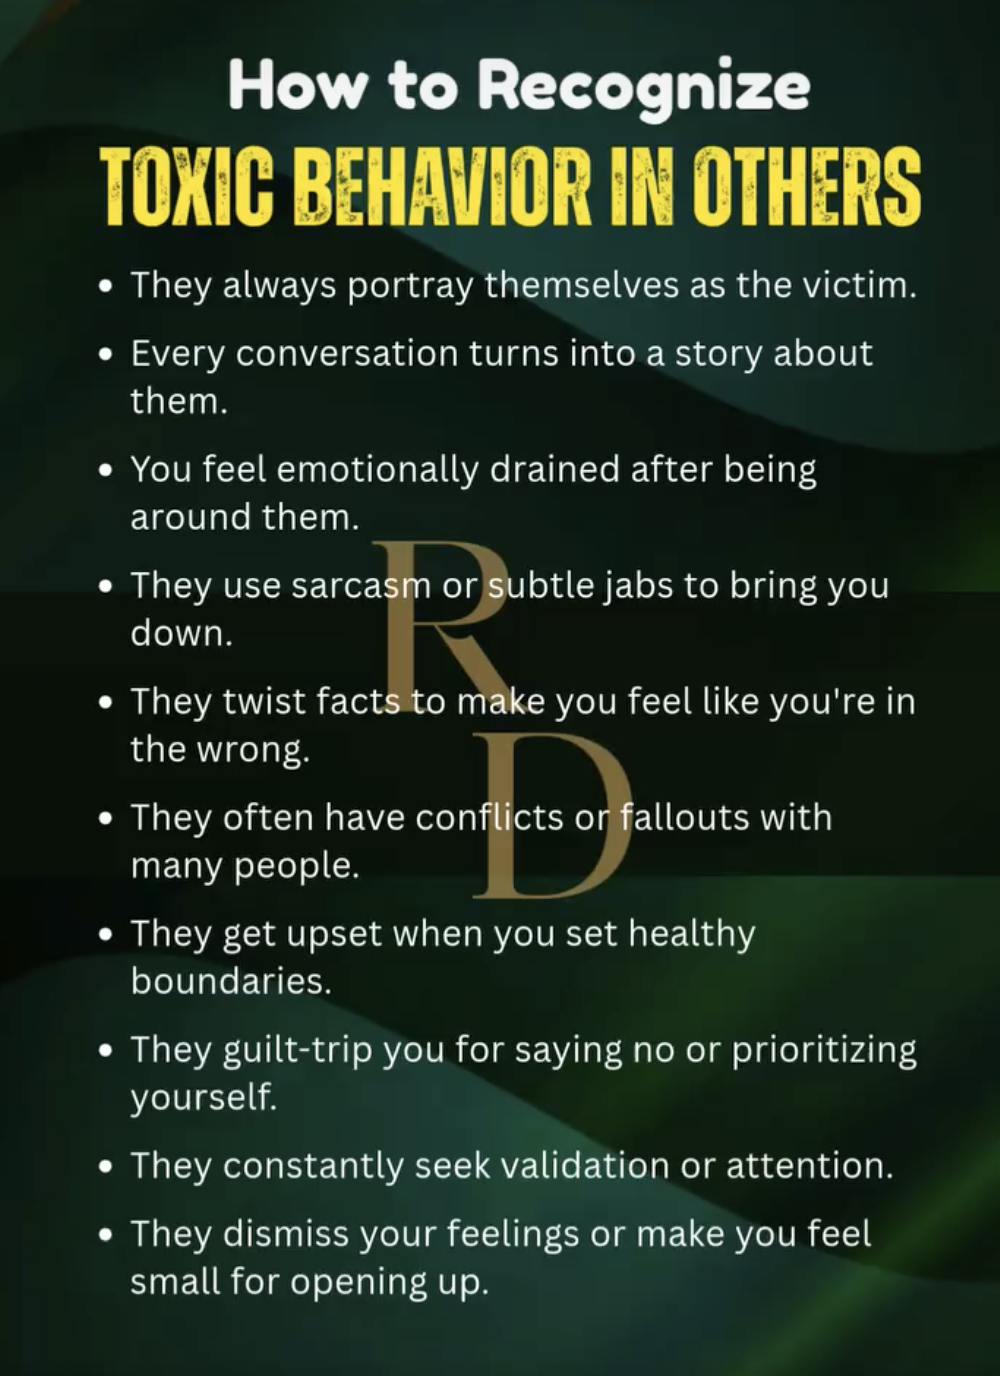 How to Recognize
TOXIC BEHAVIOR IN OTHERS
• They always portray themselves as the victim.
• Every conversation turns into a story about
them.
• You feel emotionally drained after being
around them.
• They use sarcasm or subtle jabs to bring you
down.
• They twist facts to make you feel like you're in
the wrong.
• They often have conflicts or fallouts with
many people.
• They get upset when you set healthy
boundaries.
• They guilt-trip you for saying no or prioritizing
yourself.
• They constantly seek validation or attention.
• They dismiss your feelings or make you feel
small for opening up.
R
D